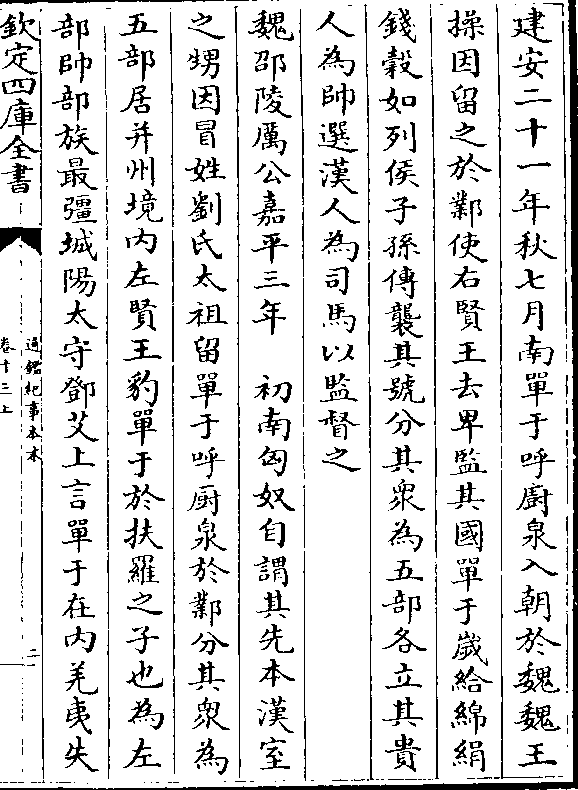 建安二十一年秋七月南單于呼廚泉入朝於魏魏王
操因留之於鄴使右賢王去卑監其國單于歲給綿絹
錢穀如列侯子孫傳襲其號分其衆為五部各立其貴
人為帥選漢人為司馬以監督之
魏邵陵厲公嘉平三年 初南匈奴自謂其先本漢室
之甥因冒姓劉氏太祖留單于呼厨泉於鄴分其衆為
五部居并州境内左賢王豹單于於扶羅之子也為左
部帥部族最彊城陽太守鄧艾上言單于在内羌夷失
欽定四庫全書
通鑑紀事本末
卷十三上
二